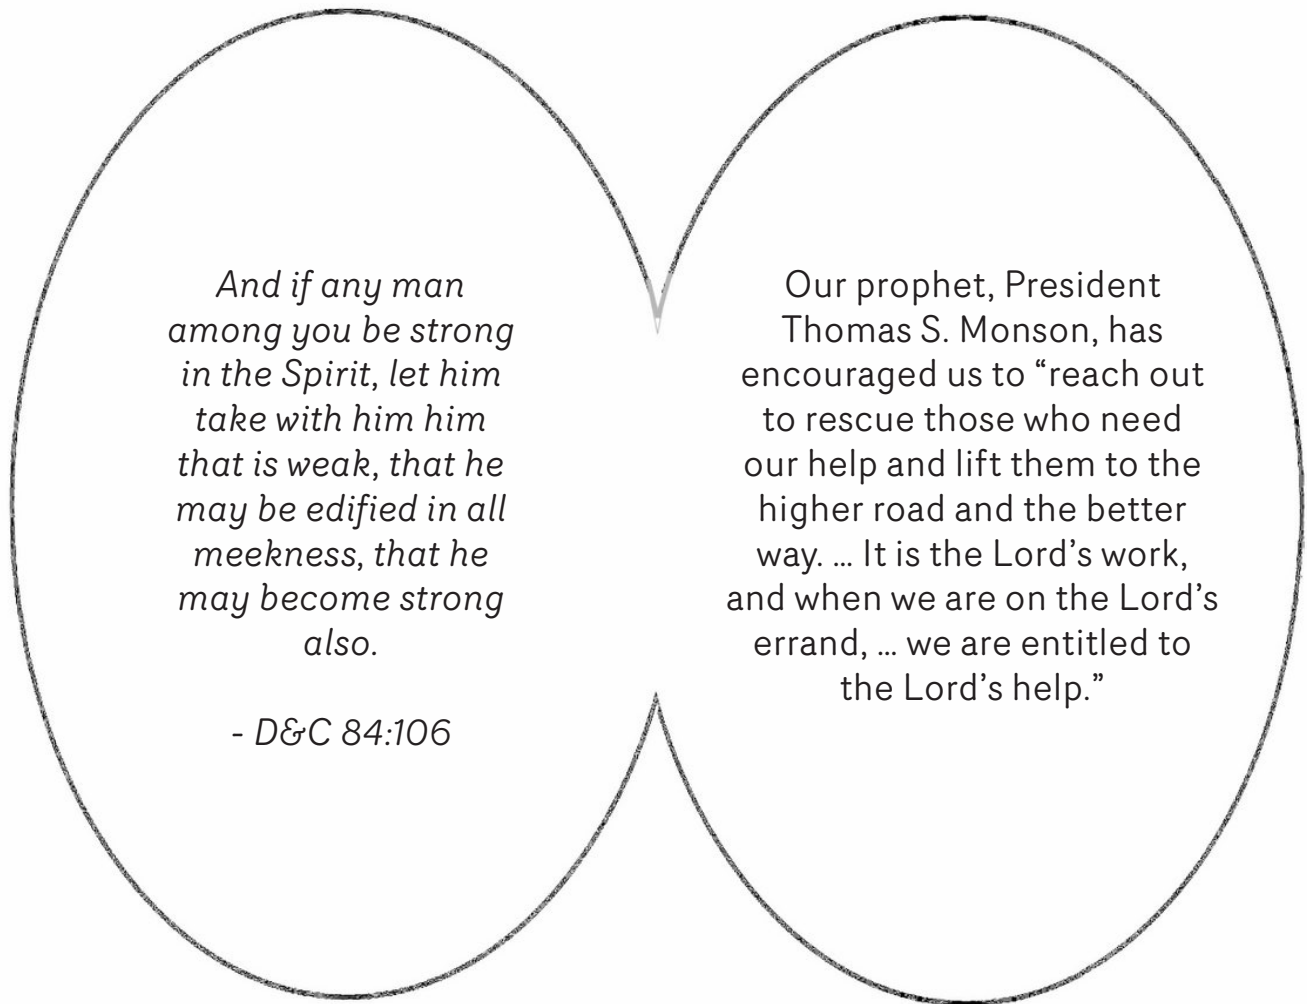 And if any man
among you be strong
in the Spirit, let him
take with him him
that is weak, that he
may be edified in all
meekness, that he
may become strong
also.
- D&C 84:106
Our prophet, President
Thomas S. Monson, has
encouraged us to “reach out
to rescue those who need
our help and lift them to the
higher road and the better
way. ... It is the Lord’s work,
and when we are on the Lord’s
errand, ... we are entitled to
the Lord’s help.”